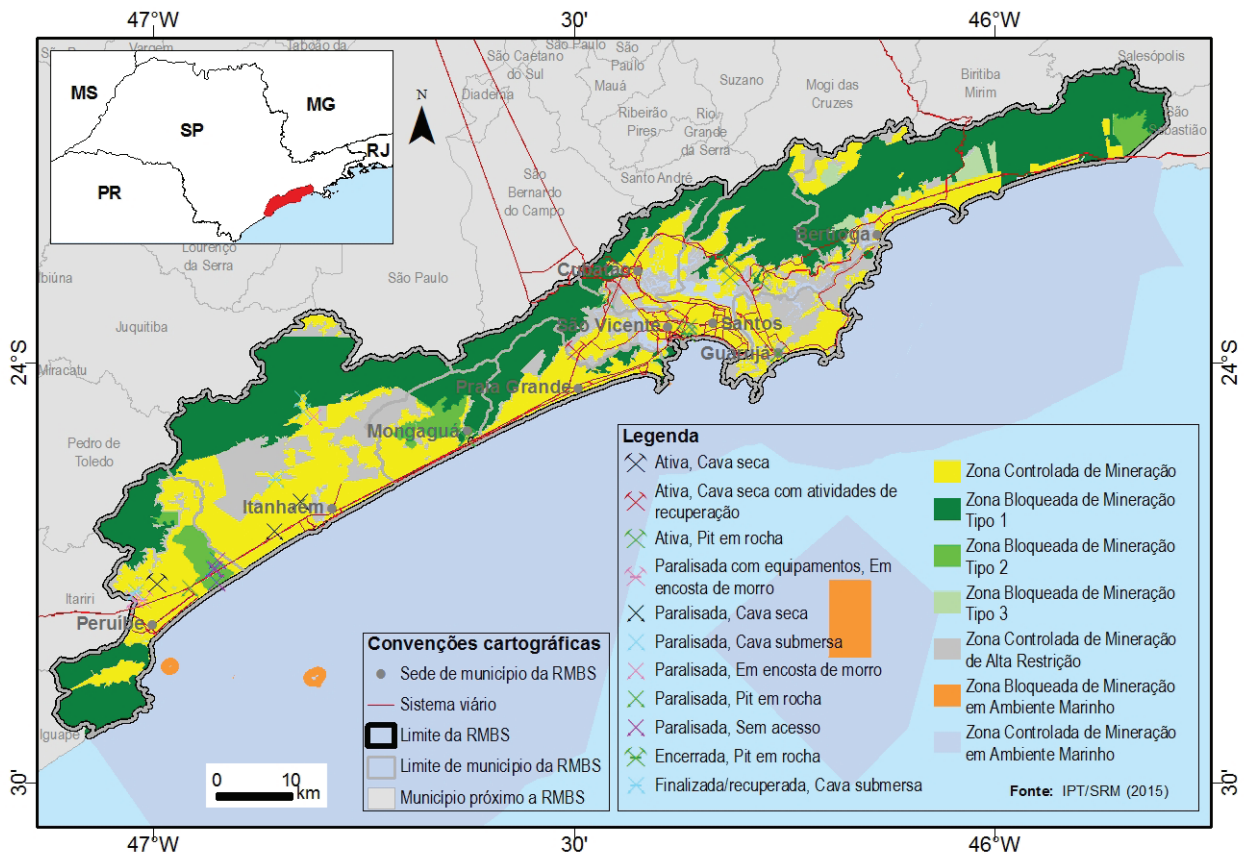 47°W
30'
46°W
MS
MG
SP
RJ
PR
N
Vargem
Taboão da
São Caetano
do Sul
São Paulo
São
Paulo
Diadema
Mauá
Suzano
Ribeirão
Pires
Rio
Grande
da Serra
Mogi das
Cruzes
Biritiba
Mirim
Salesópolis
São
Sebastião
Santo André
São
Bernardo
do Campo
Lourenço
da Serra
Ibiúna
São Paulo
Juquitiba
Miracatu
Pedro de
Toledo
Itariri
Iguape
Bertioga
Cubatão
São Vicente
Santos
Guarujá
Praia Grande
Mongaguá
Itanhaém
Peruíbe
24°S
24°S
30'
30'
0 10
km
Convenções cartográficas
Sede de município da RMBS
Sistema viário
Limite da RMBS
Limite de município da RMBS
Município próximo a RMBS
Legenda
Ativa, Cava seca
Ativa, Cava seca com atividades de
recuperação
Ativa, Pit em rocha
Paralisada com equipamentos, Em
encosta de morro
Paralisada, Cava seca
Paralisada, Cava submersa
Paralisada, Em encosta de morro
Paralisada, Pit em rocha
Paralisada, Sem acesso
Encerrada, Pit em rocha
Finalizada/recuperada, Cava submersa
Zona Controlada de Mineração
Zona Bloqueada de Mineração
Tipo 1
Zona Bloqueada de Mineração
Tipo 2
Zona Bloqueada de Mineração
Tipo 3
Zona Controlada de Mineração
de Alta Restrição
Zona Bloqueada de Mineração
em Ambiente Marinho
Zona Controlada de Mineração
em Ambiente Marinho
Fonte: IPT/SRM (2015)
47°W
30'
46°W